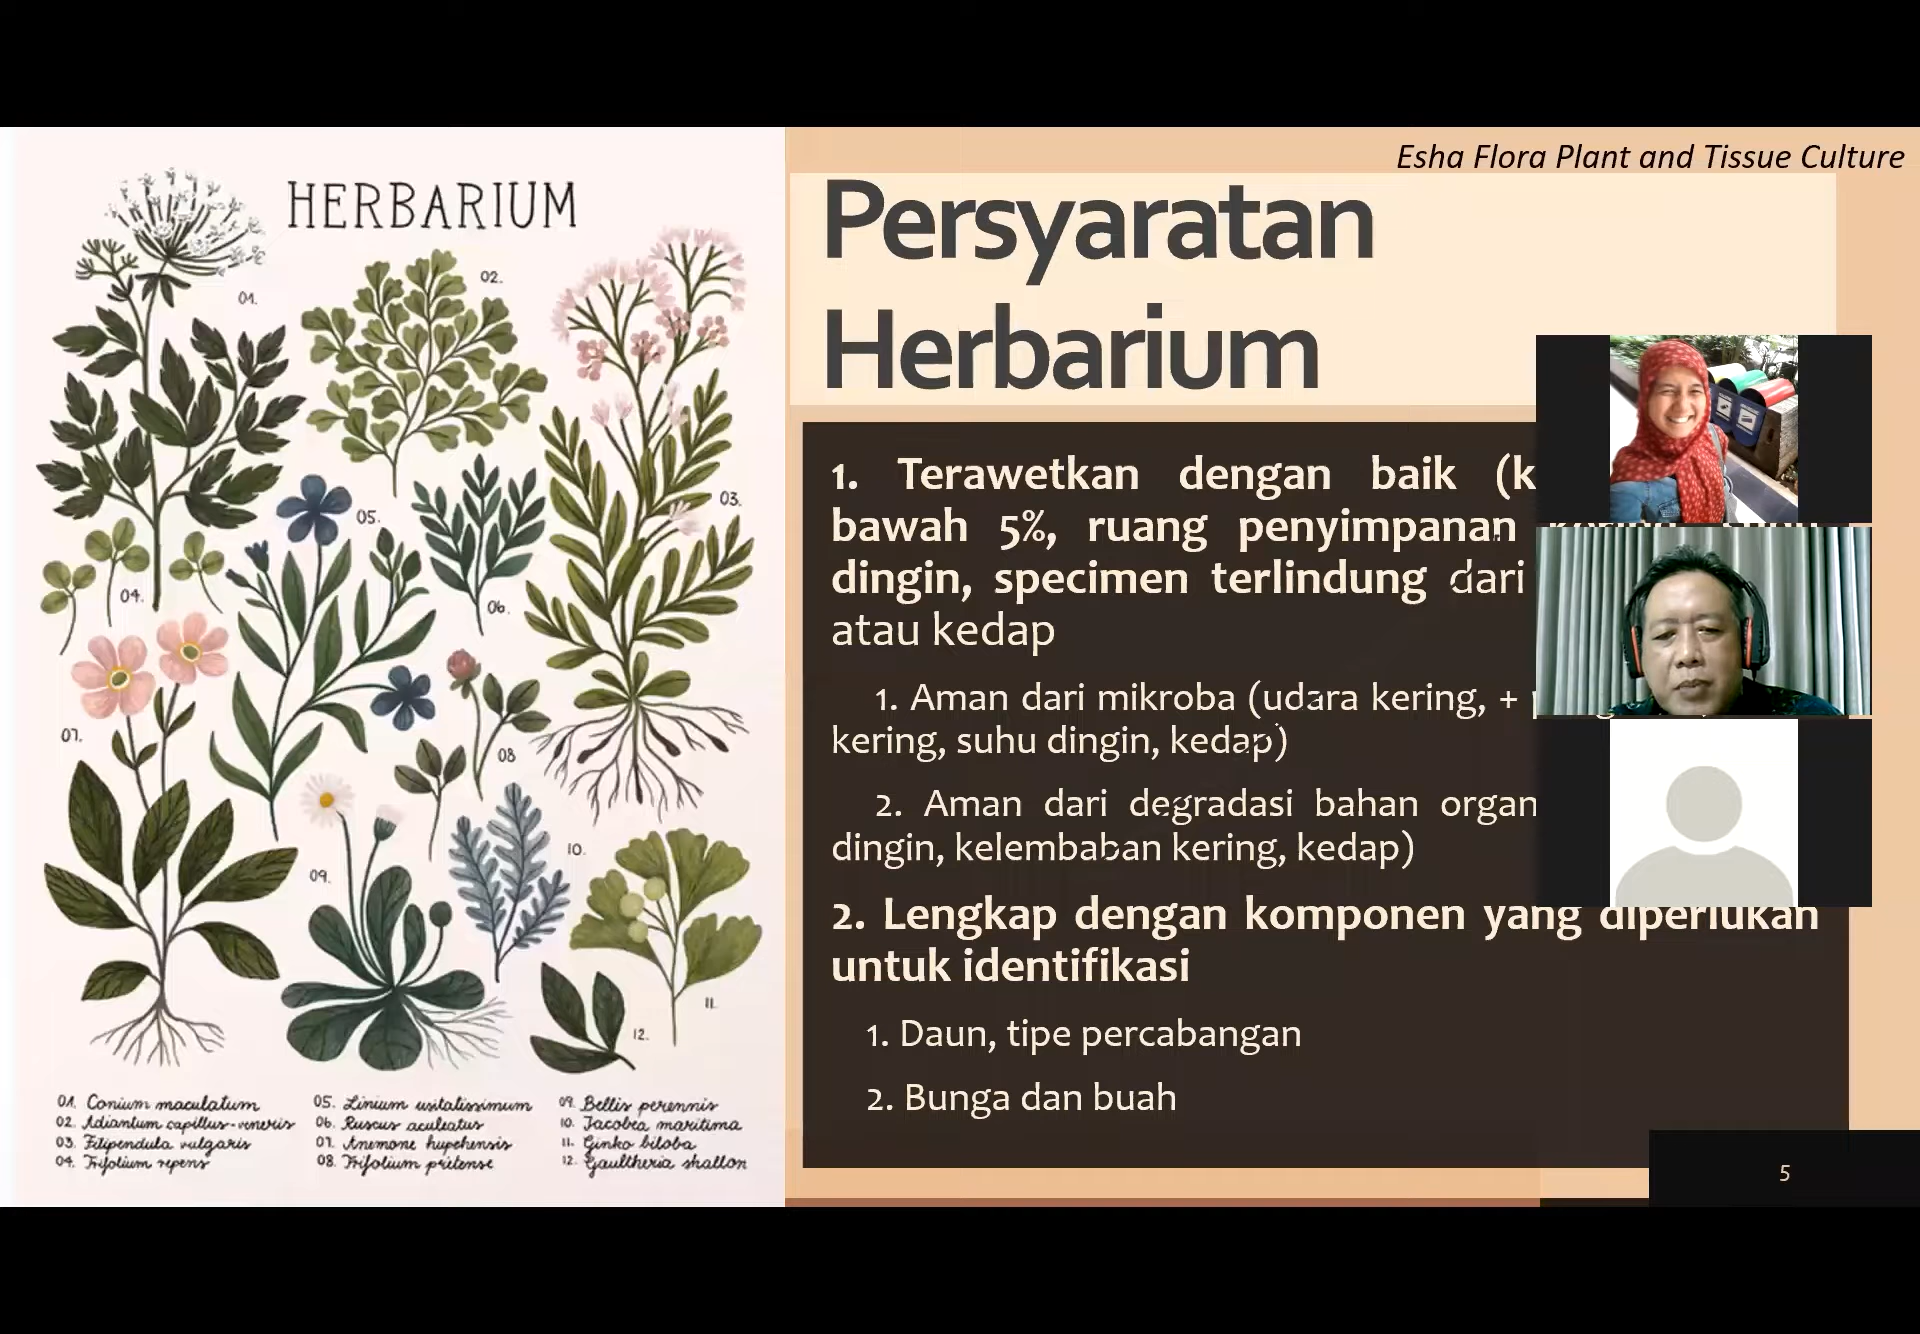 HERBARIUM
01.
02.
03.
04.
05.
06.
07.
08
09.
10.
11.
12.
01. Conium maculatum
02. Adiantum capillus-veneris
03. Filipendula vulgaris
04. Trifolium repens
05. Linium usitatissimum
06. Ruscus aculeatus
07. Anemone hupehensis
08. Trifolium pretense
09. Bellis perennis
10. Jacobea maritima
11. Ginko biloba
12. Gaultheria shallon
Esha Flora Plant and Tissue Culture
Persyaratan
Herbarium
1. Terawetkan dengan baik
bawah 5%, ruang penyimpanan
dingin, specimen terlindung dari
atau kedap
1. Aman dari mikroba (udara kering, +
kering, suhu dingin, kedap)
2. Aman dari degradasi bahan
dingin, kelembaban kering, kedap)
2. Lengkap dengan komponen yang diperlukan
untuk identifikasi
1. Daun, tipe percabangan
2. Bunga dan buah
5